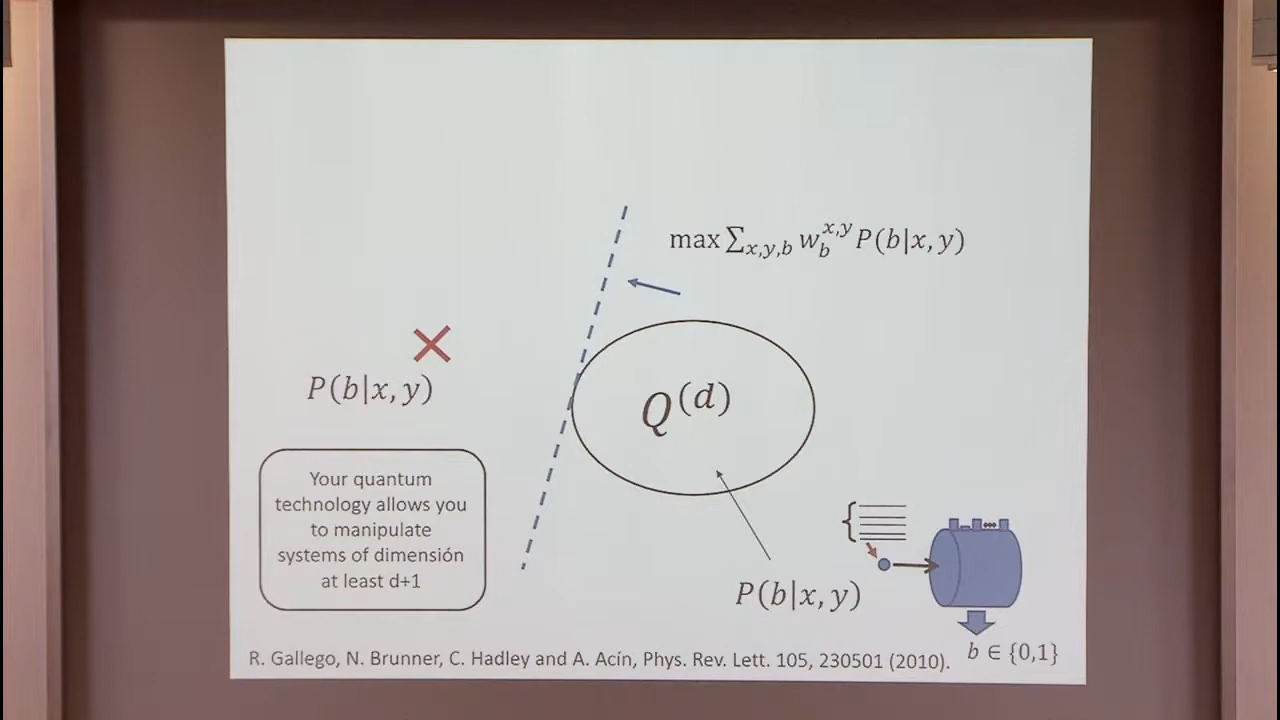 max ∑_{x,y,b} w_b^{x,y} P(b|x,y)
P(b|x,y)
Q^{(d)}
Your quantum
technology allows you
to manipulate
systems of dimensión
at least d+1
P(b|x,y)
b ∈ {0,1}
R. Gallego, N. Brunner, C. Hadley and A. Acín, Phys. Rev. Lett. 105, 230501 (2010).